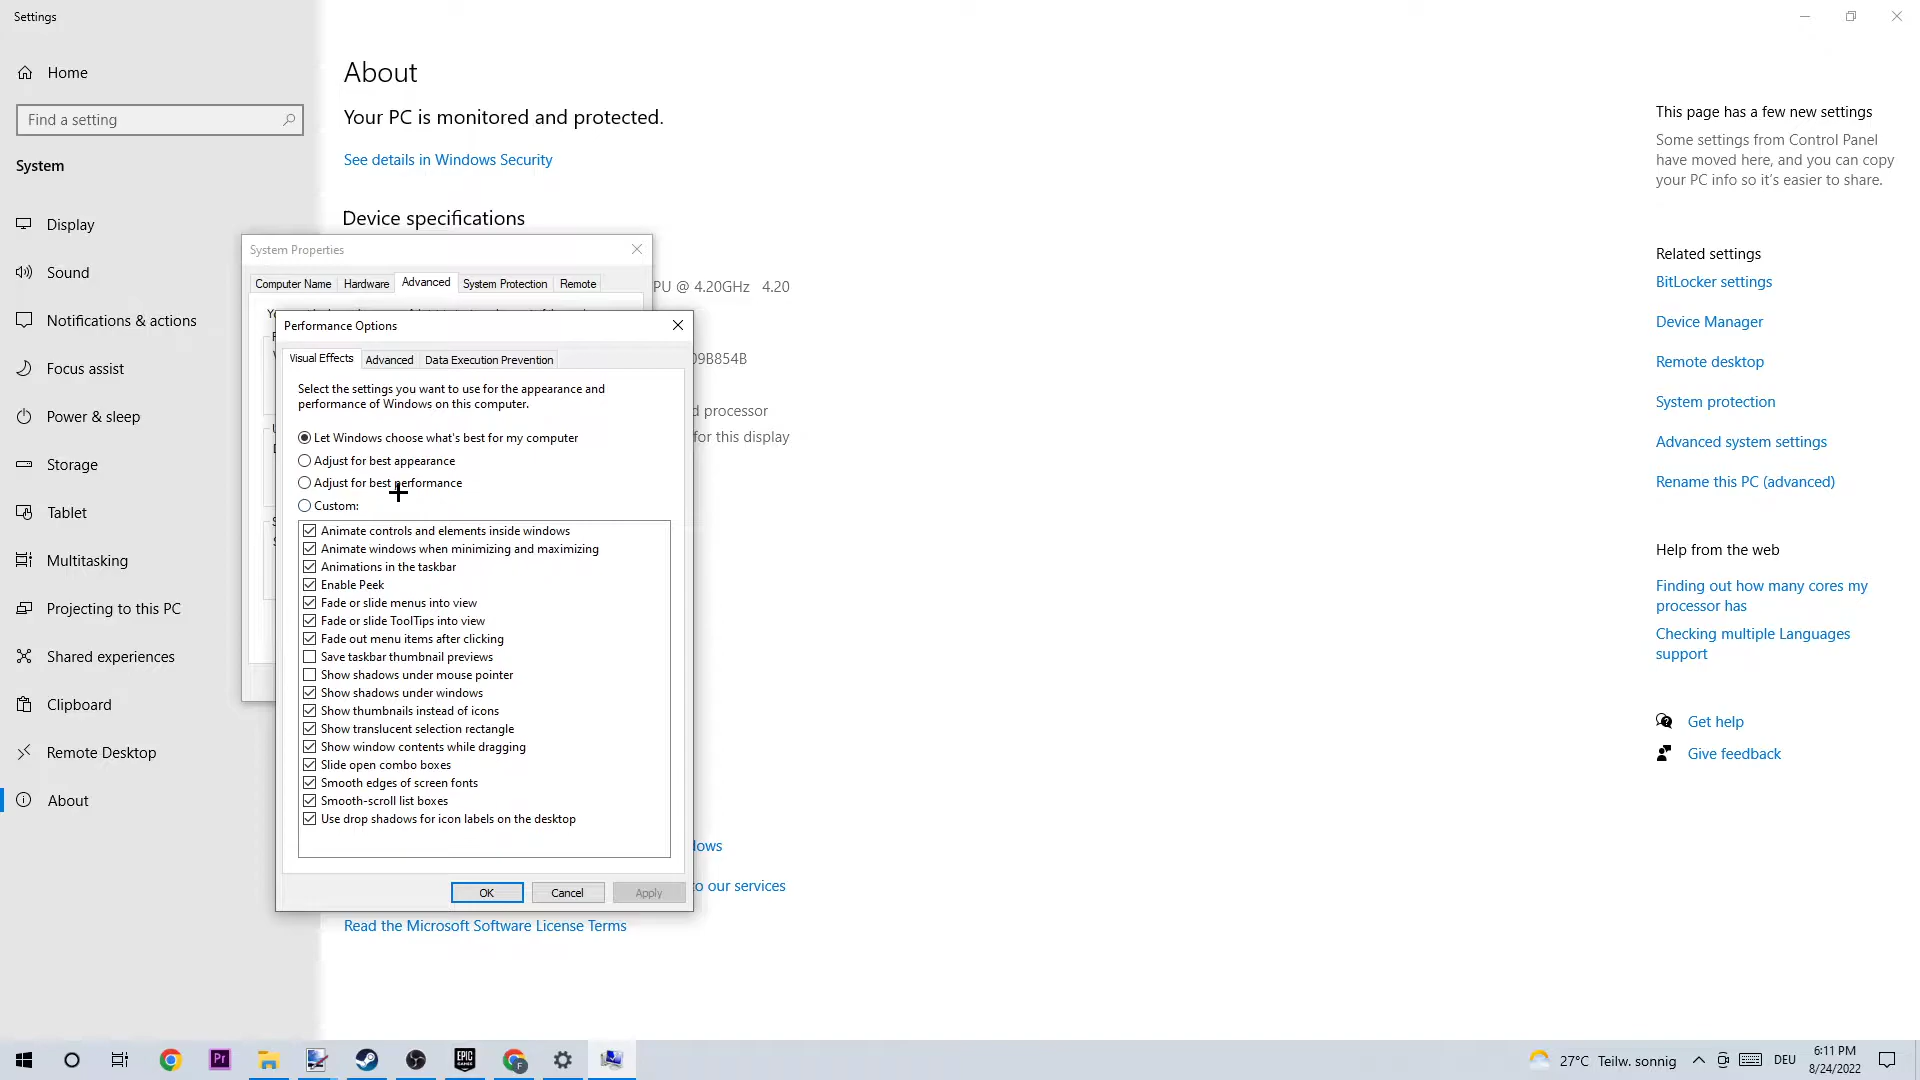 Settings
Home
Find a setting
System
Display
Sound
Notifications & actions
Focus assist
Power & sleep
Storage
Tablet
Multitasking
Projecting to this PC
Shared experiences
Clipboard
Remote Desktop
About
About
Your PC is monitored and protected.
See details in Windows Security
Device specifications
PU @ 4.20GHz 4.20
09B854B
d processor
for this display
lows
o our services
Read the Microsoft Software License Terms
System Properties
Computer Name Hardware Advanced System Protection Remote
Performance Options
Visual Effects Advanced Data Execution Prevention
Select the settings you want to use for the appearance and
performance of Windows on this computer.
Let Windows choose what's best for my computer
Adjust for best appearance
Adjust for best performance
Custom:
Animate controls and elements inside windows
Animate windows when minimizing and maximizing
Animations in the taskbar
Enable Peek
Fade or slide menus into view
Fade or slide ToolTips into view
Fade out menu items after clicking
Save taskbar thumbnail previews
Show shadows under mouse pointer
Show shadows under windows
Show thumbnails instead of icons
Show translucent selection rectangle
Show window contents while dragging
Slide open combo boxes
Smooth edges of screen fonts
Smooth-scroll list boxes
Use drop shadows for icon labels on the desktop
OK Cancel Apply
This page has a few new settings
Some settings from Control Panel
have moved here, and you can copy
your PC info so it's easier to share.
Related settings
BitLocker settings
Device Manager
Remote desktop
System protection
Advanced system settings
Rename this PC (advanced)
Help from the web
Finding out how many cores my
processor has
Checking multiple Languages
support
Get help
Give feedback
Pr
EPIC
GAMES
F
27°C Teilw. sonnig
DEU
6:11 PM
8/24/2022